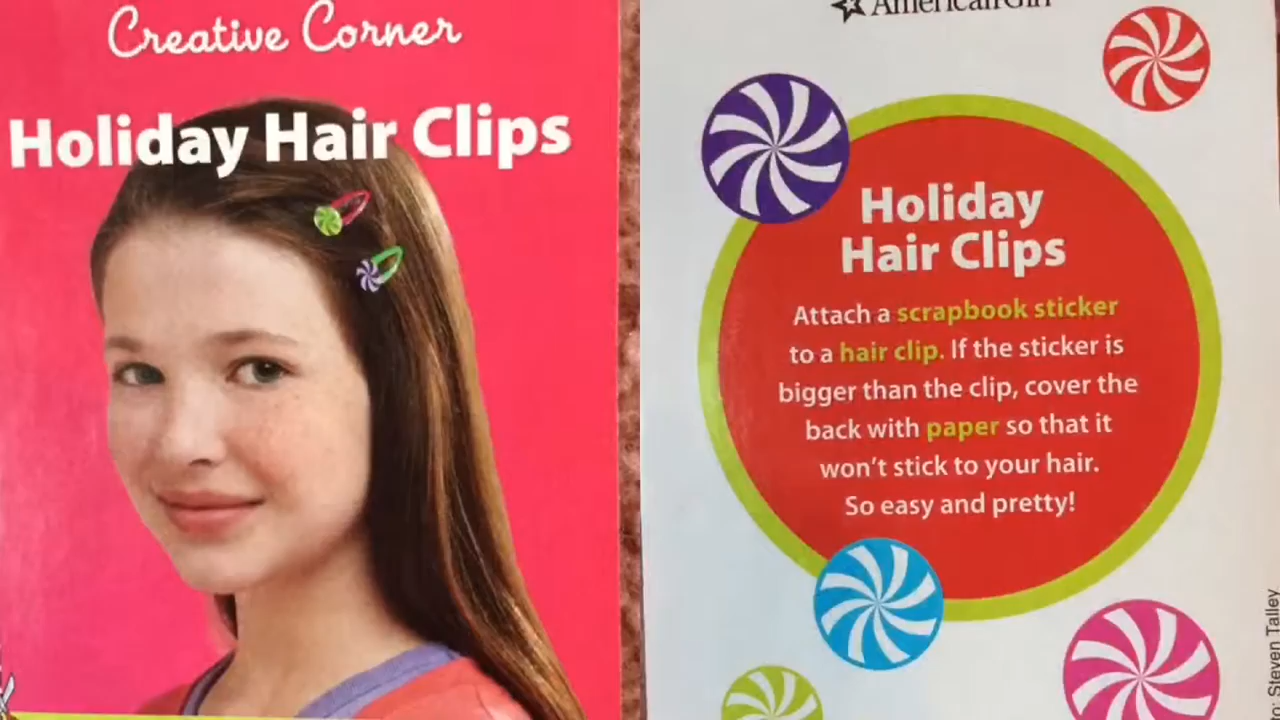 Creative Corner
Holiday Hair Clips
AmericanGirl
Holiday
Hair Clips
Attach a scrapbook sticker
to a hair clip. If the sticker is
bigger than the clip, cover the
back with paper so that it
won't stick to your hair.
So easy and pretty!
Steven Talley